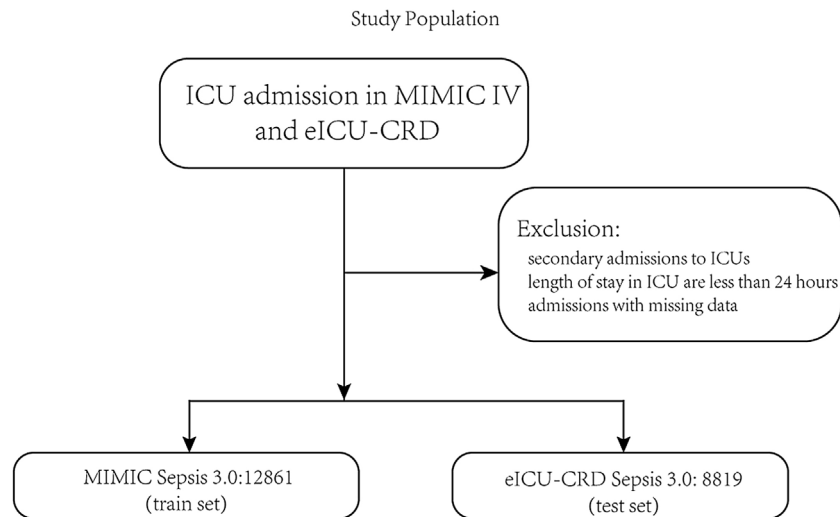 Study Population
ICU admission in MIMIC IV
and eICU-CRD
Exclusion:
secondary admissions to ICUs
length of stay in ICU are less than 24 hours
admissions with missing data
MIMIC Sepsis 3.0:12861
(train set)
eICU-CRD Sepsis 3.0: 8819
(test set)